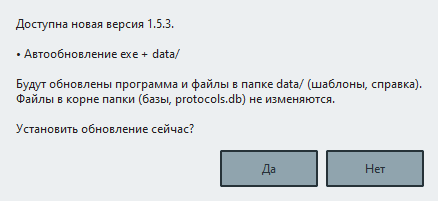 Доступна новая версия 1.5.3.
• Автообновление exe + data/
Будут обновлены программа и файлы в папке data/ (шаблоны, справка).
Файлы в корне папки (базы, protocols.db) не изменяются.
Установить обновление сейчас?
Да
Нет